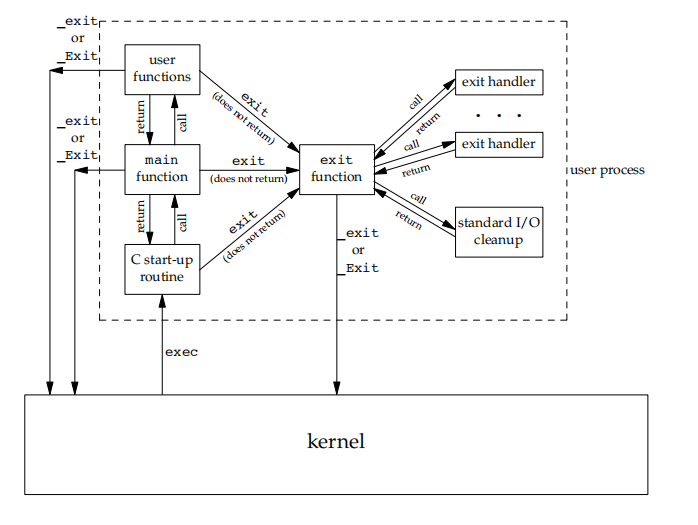 _exit
or
_Exit
user
functions
exit
(does not return)
call
return
exit handler
. . .
return
call
_exit
or
_Exit
main
function
exit
(does not return)
exit
function
call
return
exit handler
user process
return
call
exit
(does not return)
call
return
standard I/O
cleanup
C start-up
routine
_exit
or
_Exit
exec
kernel